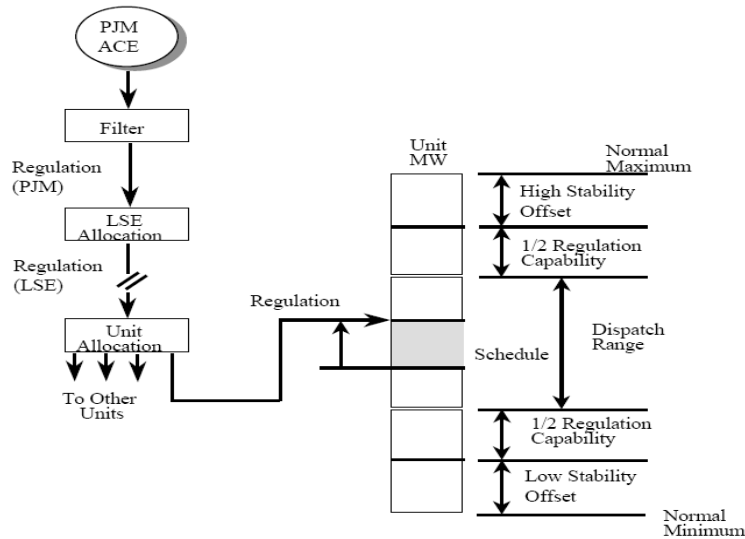 PJM
ACE
Filter
Regulation
(PJM)
LSE
Allocation
Regulation
(LSE)
Unit
Allocation
To Other
Units
Regulation
Unit
MW
Schedule
Normal
Maximum
High Stability
Offset
1/2 Regulation
Capability
Dispatch
Range
1/2 Regulation
Capability
Low Stability
Offset
Normal
Minimum